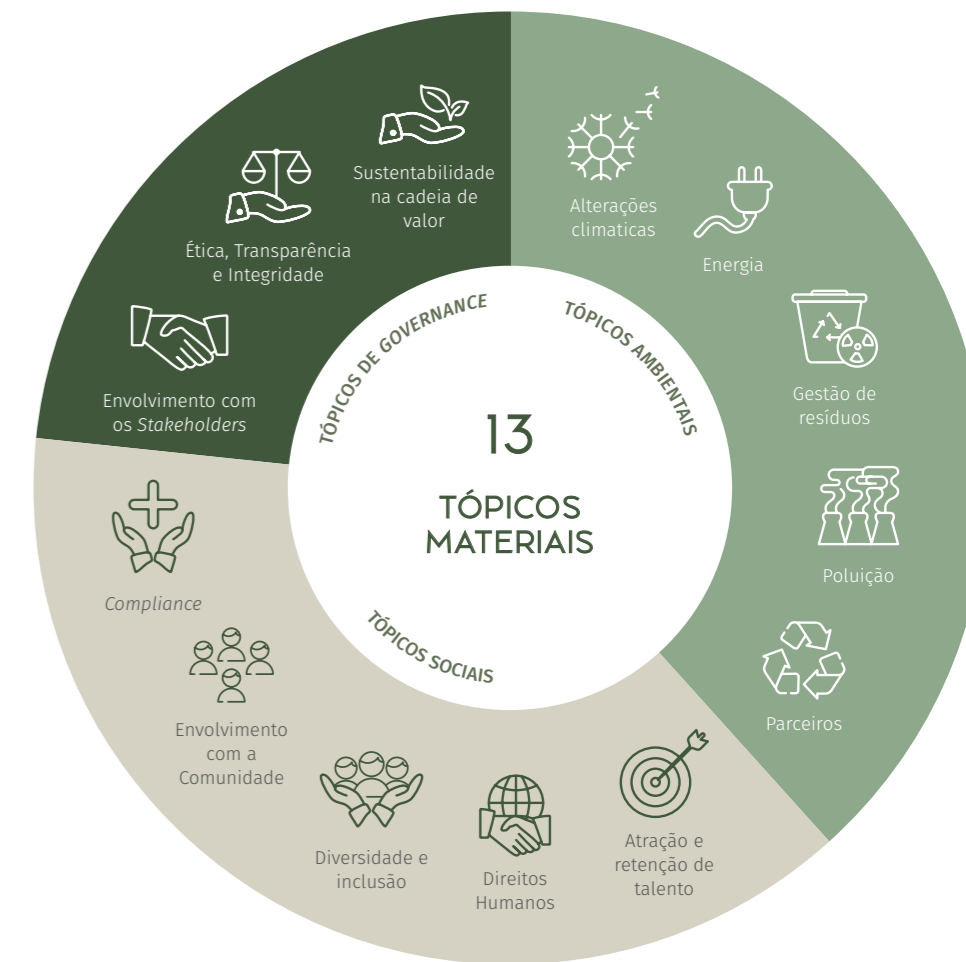 Sustentabilidade
na cadeia de
valor
Ética, Transparência
e Integridade
Envolvimento com
os Stakeholders
Alterações
climaticas
Energia
Gestão de
resíduos
Poluição
Parceiros
TÓPICOS DE GOVERNANCE
TÓPICOS AMBIENTAIS
13
TÓPICOS
MATERIAIS
TÓPICOS SOCIAIS
Compliance
Envolvimento
com a
Comunidade
Diversidade e
inclusão
Direitos
Humanos
Atração e
retenção de
talento